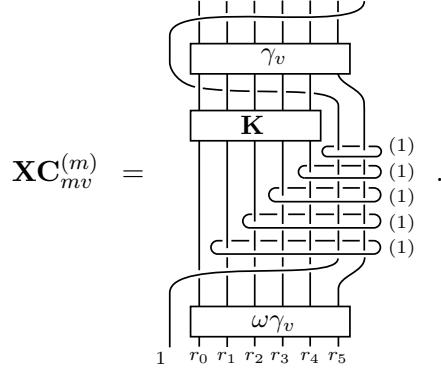 γ_v
K
(1)
𝐗𝐂_{mv}^{(m)} = (1) .
(1)
(1)
(1)
ωγ_v
1 r_0 r_1 r_2 r_3 r_4 r_5